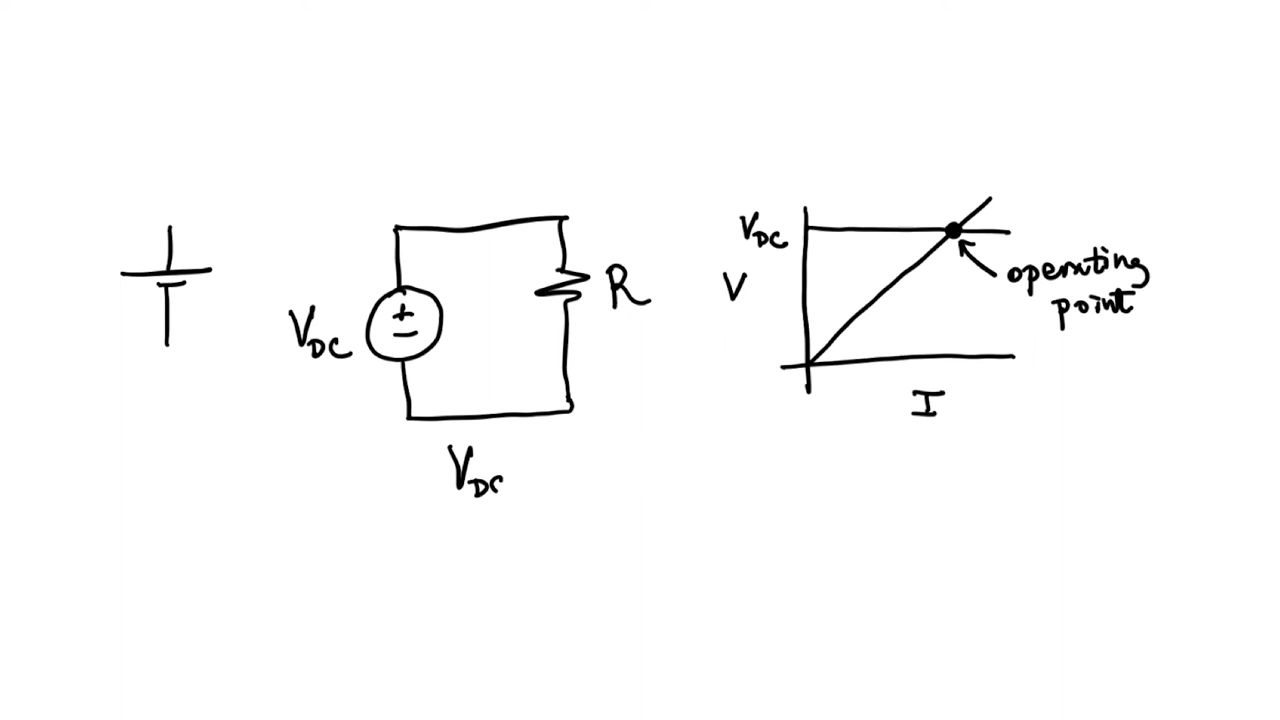 V_DC
+
−
R
V_DC
V_DC
V
I
operating
point